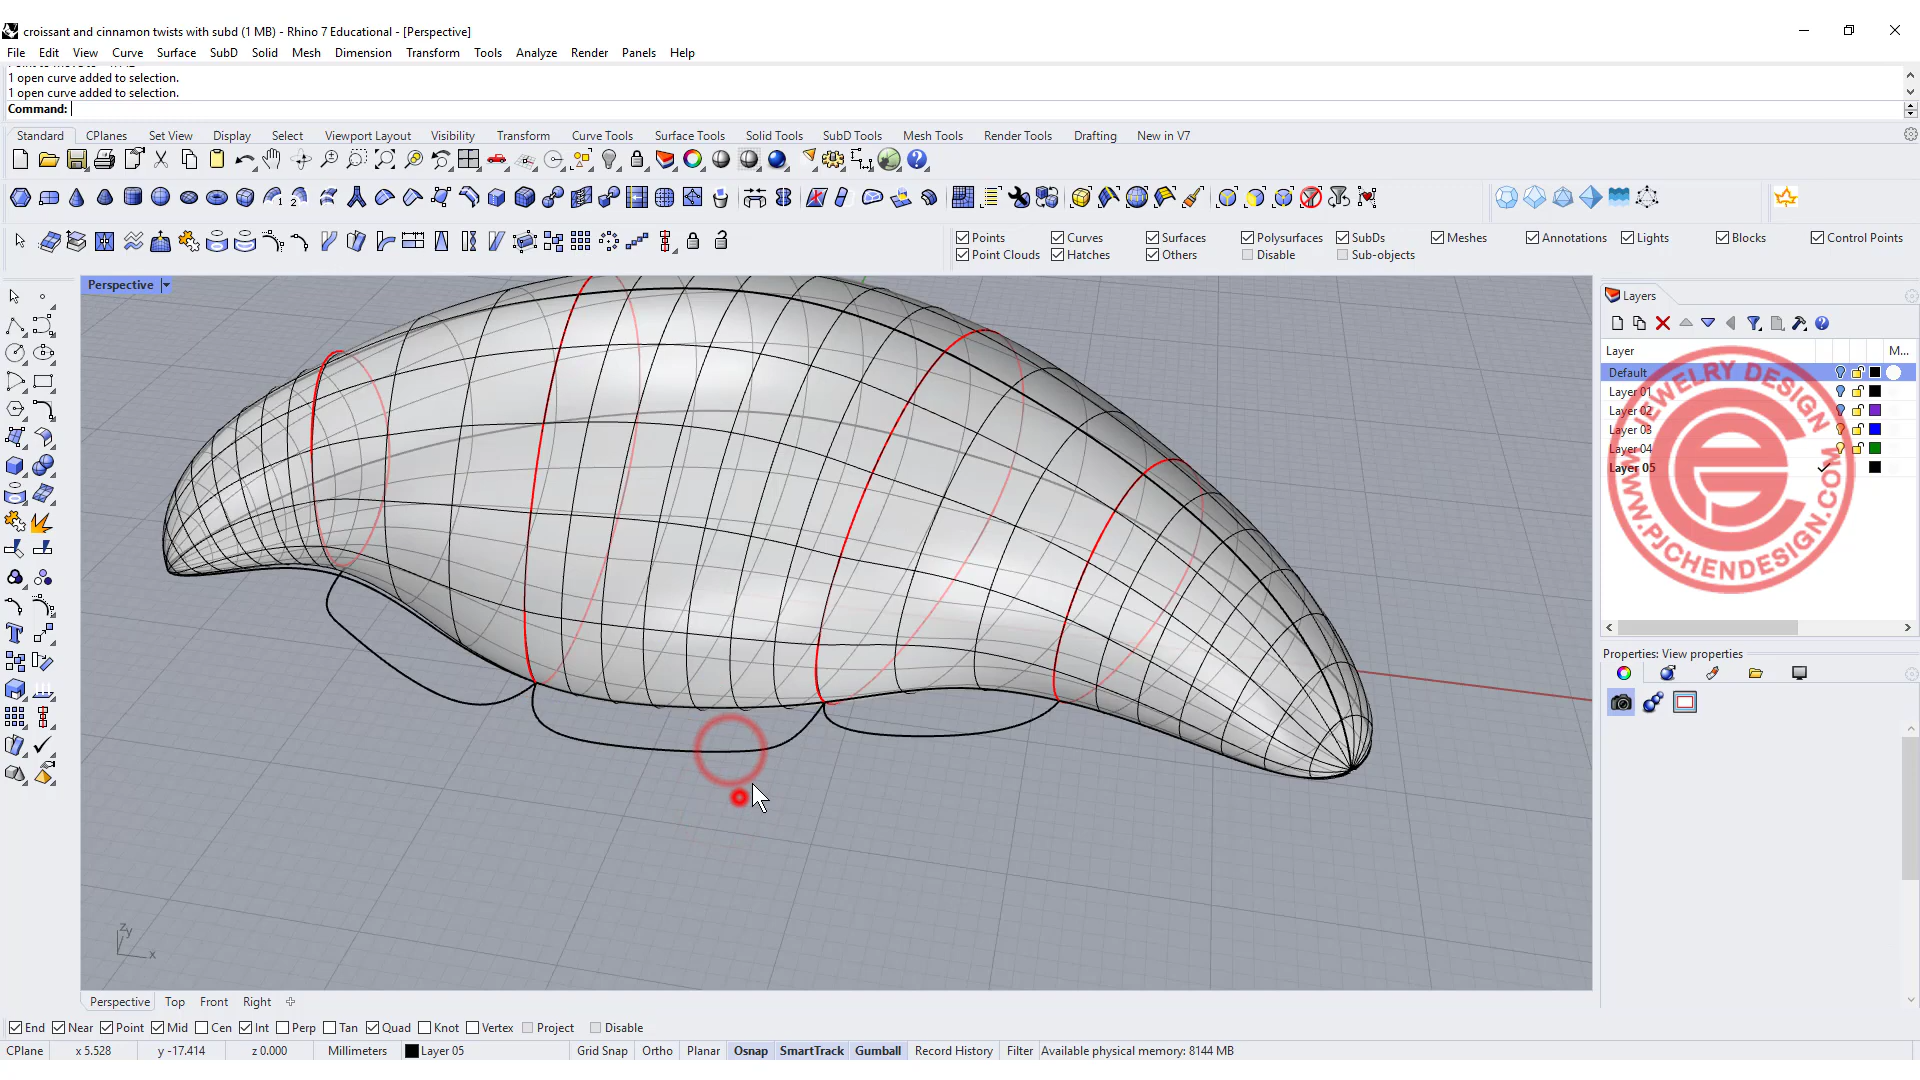 croissant and cinnamon twists with subd (1 MB) - Rhino 7 Educational - [Perspective]
File Edit View Curve Surface SubD Solid Mesh Dimension Transform Tools Analyze Render Panels Help
1 open curve added to selection.
1 open curve added to selection.
Command:
Standard CPlanes Set View Display Select Viewport Layout Visibility Transform Curve Tools Surface Tools Solid Tools SubD Tools Mesh Tools Render Tools Drafting New in V7
Points Curves Surfaces Polysurfaces SubDs Meshes Annotations Lights Blocks Control Points
Point Clouds Hatches Others Disable Sub-objects
Perspective
Layers
Layer M...
Default
Layer 01
Layer 02
Layer 03
Layer 04
Layer 05
JEWELRY DESIGN
WWW.PJCHENDESIGN.COM
Properties: View properties
z y x
Perspective Top Front Right
End Near Point Mid Cen Int Perp Tan Quad Knot Vertex Project Disable
CPlane x 5.528 y -17.414 z 0.000 Millimeters Layer 05 Grid Snap Ortho Planar Osnap SmartTrack Gumball Record History Filter Available physical memory: 8144 MB